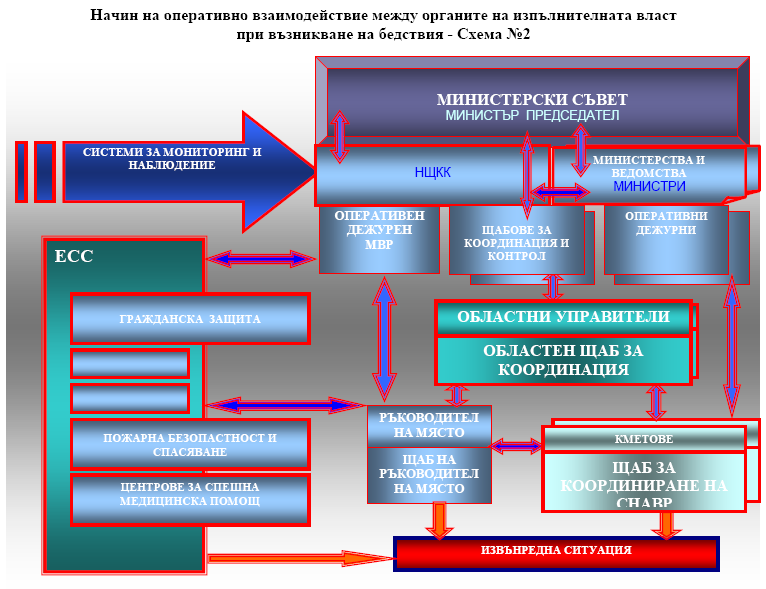 Начин на оперативно взаимодействие между органите на изпълнителната власт
при възникване на бедствия - Схема №2
МИНИСТЕРСКИ СЪВЕТ
МИНИСТЪР ПРЕДСЕДАТЕЛ
СИСТЕМИ ЗА МОНИТОРИНГ И
НАБЛЮДЕНИЕ
НЩКК
МИНИСТЕРСТВА И
ВЕДОМСТВА
МИНИСТРИ
ОПЕРАТИВЕН
ДЕЖУРЕН
МВР
ЩАБОВЕ ЗА
КООРДИНАЦИЯ И
КОНТРОЛ
ОПЕРАТИВНИ
ДЕЖУРНИ
ЕСС
ГРАЖДАНСКА ЗАЩИТА
ОБЛАСТНИ УПРАВИТЕЛИ
ОБЛАСТЕН ЩАБ ЗА
КООРДИНАЦИЯ
РЪКОВОДИТЕЛ
НА МЯСТО
ЩАБ НА
РЪКОВОДИТЕЛ
НА МЯСТО
КМЕТОВЕ
ЩАБ ЗА
КООРДИНИРАНЕ НА
СНАВР
ПОЖАРНА БЕЗОПАСТНОСТ И
СПАСЯВАНЕ
ЦЕНТРОВЕ ЗА СПЕШНА
МЕДИЦИНСКА ПОМОЩ
ИЗВЪНРЕДНА СИТУАЦИЯ